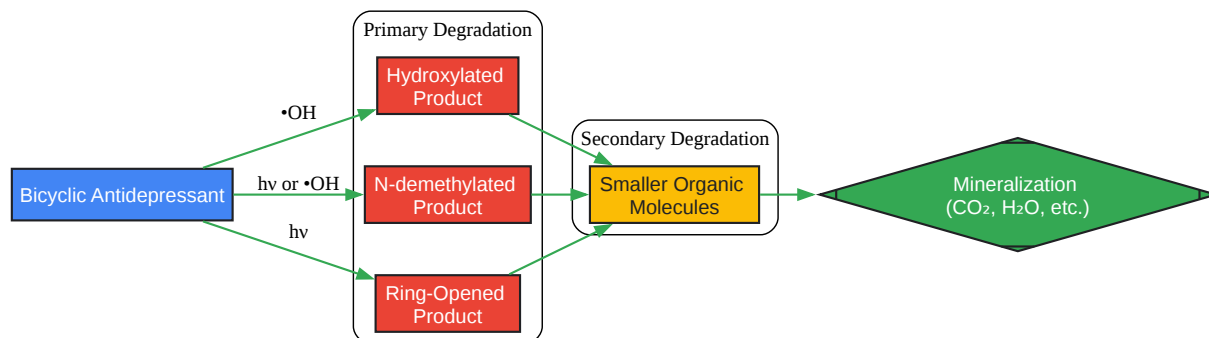 Primary Degradation
Hydroxylated
Product
•OH
Secondary Degradation
Bicyclic Antidepressant
hν or •OH
N-demethylated
Product
Smaller Organic
Molecules
Mineralization
(CO₂, H₂O, etc.)
hν
Ring-Opened
Product